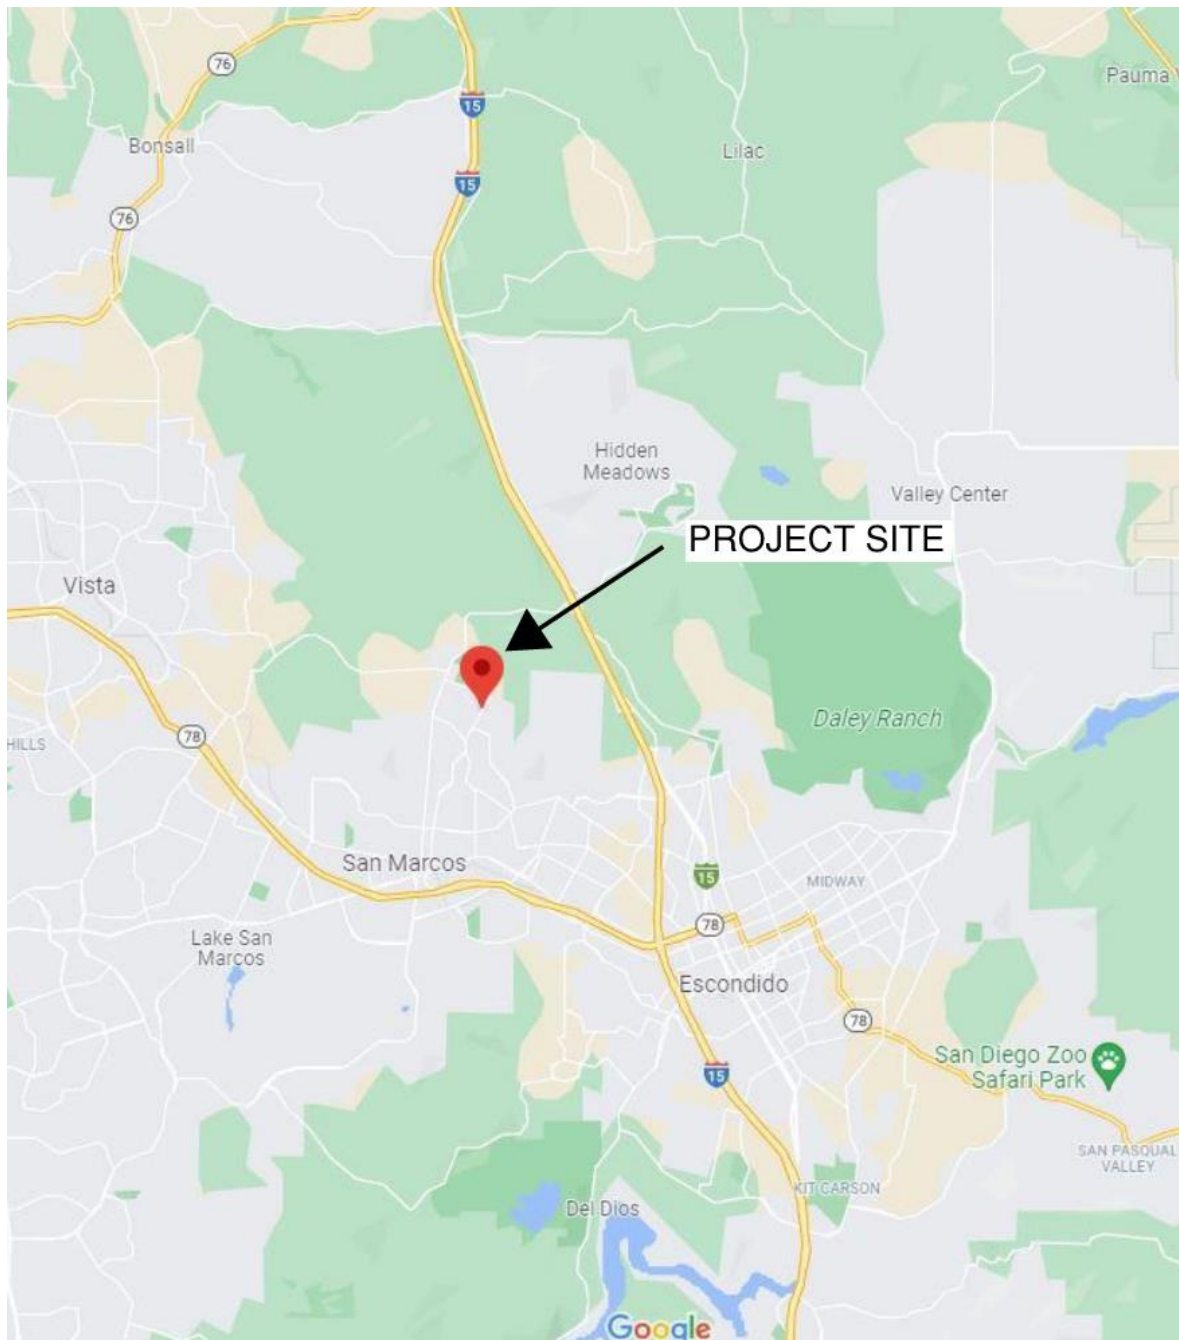 76
15
Pauma
Bonsall
Lilac
15
76
Hidden
Meadows
Valley Center
PROJECT SITE
Vista
Daley Ranch
78
HILLS
San Marcos
15
MIDWAY
78
Lake San
Marcos
Escondido
78
San Diego Zoo
Safari Park
15
SAN PASQUAL
VALLEY
KIT CARSON
Del Dios
Google